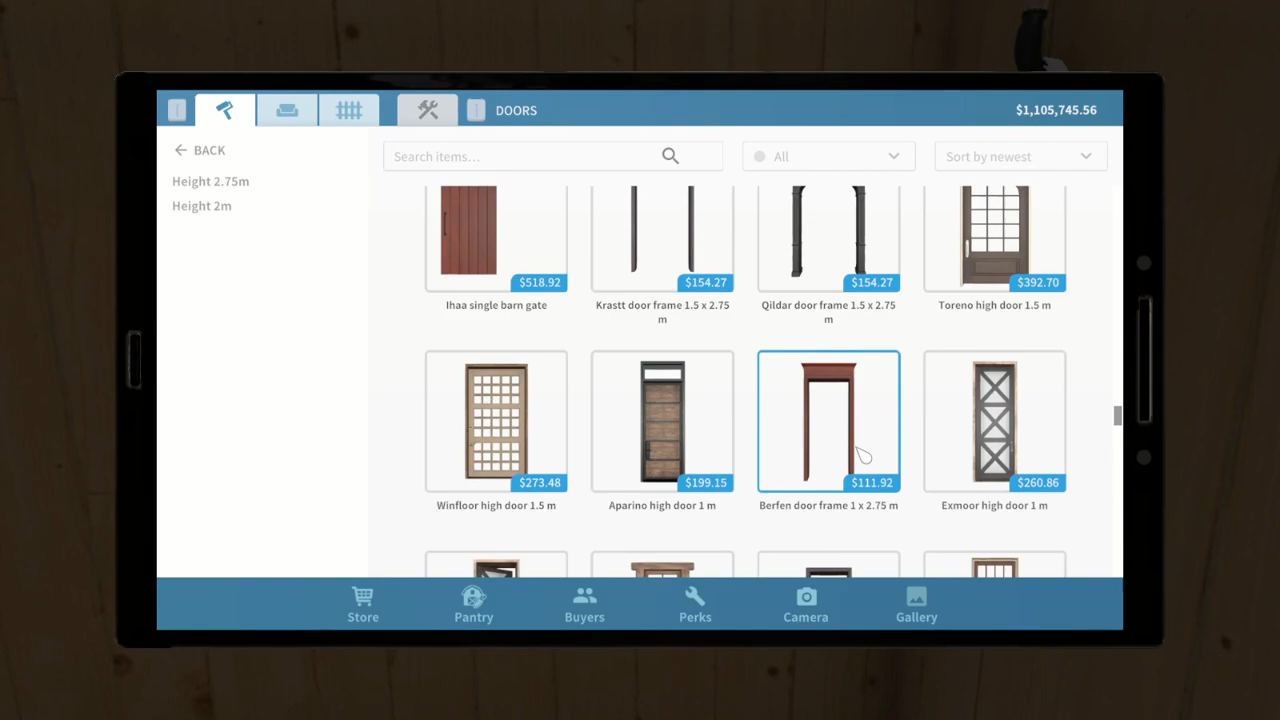 DOORS
$1,105,745.56
BACK
Height 2.75m
Height 2m
Search items...
All
Sort by newest
$518.92
$154.27
$154.27
$392.70
Ihaa single barn gate
Krastt door frame 1.5 x 2.75
m
Qildar door frame 1.5 x 2.75
m
Toreno high door 1.5 m
$273.48
$199.15
$111.92
$260.86
Winfloor high door 1.5 m
Aparino high door 1 m
Berfen door frame 1 x 2.75 m
Exmoor high door 1 m
Store
Pantry
Buyers
Perks
Camera
Gallery